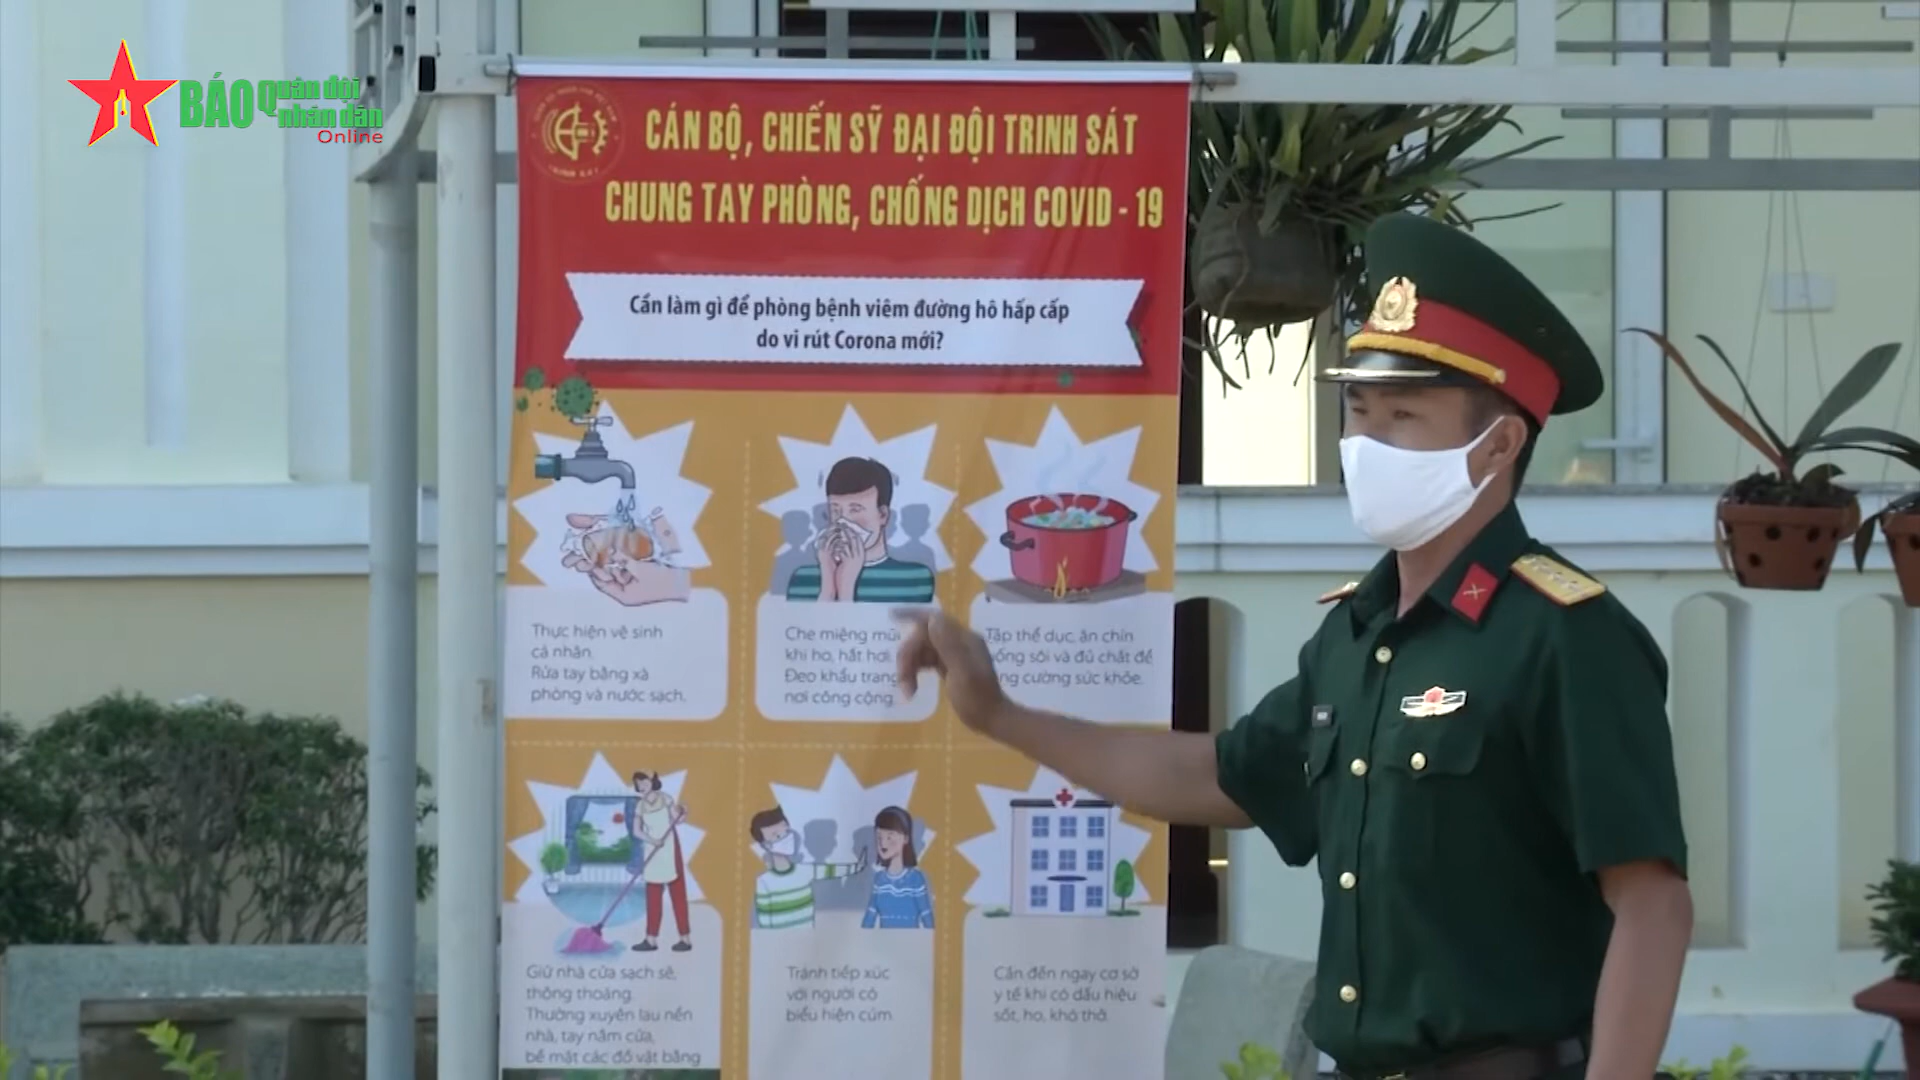 BÁO Quân đội
nhân dân
Online
CÁN BỘ, CHIẾN SỸ ĐẠI ĐỘI TRINH SÁT
CHUNG TAY PHÒNG, CHỐNG DỊCH COVID - 19
Cần làm gì để phòng bệnh viêm đường hô hấp cấp
do vi rút Corona mới?
Thực hiện vệ sinh
cá nhân.
Rửa tay bằng xà
phòng và nước sạch.
Che miệng mũi
khi ho, hắt hơi.
Đeo khẩu trang
nơi công cộng.
Tập thể dục, ăn chín
uống sôi và đủ chất để
cường sức khỏe.
Giữ nhà cửa sạch sẽ,
thông thoáng.
Thường xuyên lau nền
nhà, tay nắm cửa,
bề mặt các đồ vật bằng
Tránh tiếp xúc
với người có
biểu hiện cúm.
Cần đến ngay cơ sở
y tế khi có dấu hiệu
sốt, ho, khó thở.